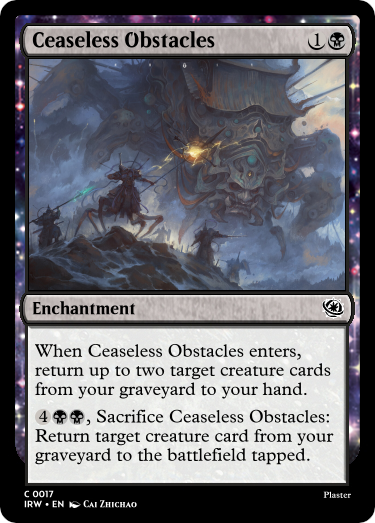 Ceaseless Obstacles 1
Enchantment
When Ceaseless Obstacles enters,
return up to two target creature cards
from your graveyard to your hand.
4, Sacrifice Ceaseless Obstacles:
Return target creature card from your
graveyard to the battlefield tapped.
C 0017 Plaster
IRW • EN Cai Zhichao